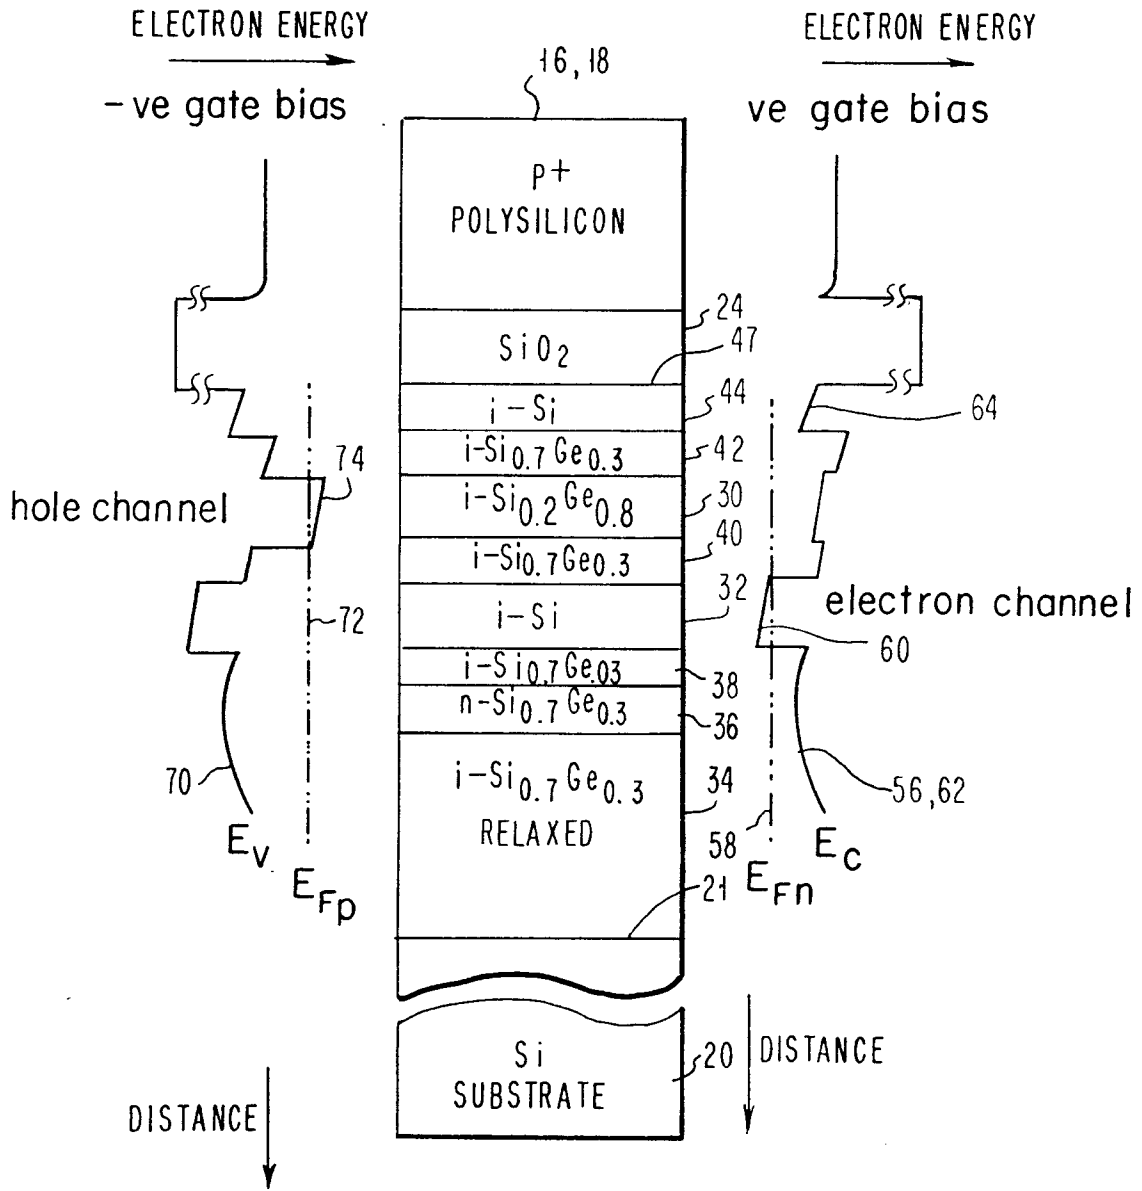 ELECTRON ENERGY
ELECTRON ENERGY
-ve gate bias
16, 18
ve gate bias
p+
POLYSILICON
24
SiO2
47
i-Si
44
64
i-Si0.7Ge0.3
42
74
hole channel
i-Si0.2Ge0.8
30
i-Si0.7Ge0.3
40
i-Si
32
electron channel
72
60
i-Si0.7Ge.03
38
n-Si0.7Ge0.3
36
70
i-Si0.7Ge0.3
RELAXED
34
56,62
58
Ev
Ec
EFp
EFn
21
Si
SUBSTRATE
20
DISTANCE
DISTANCE